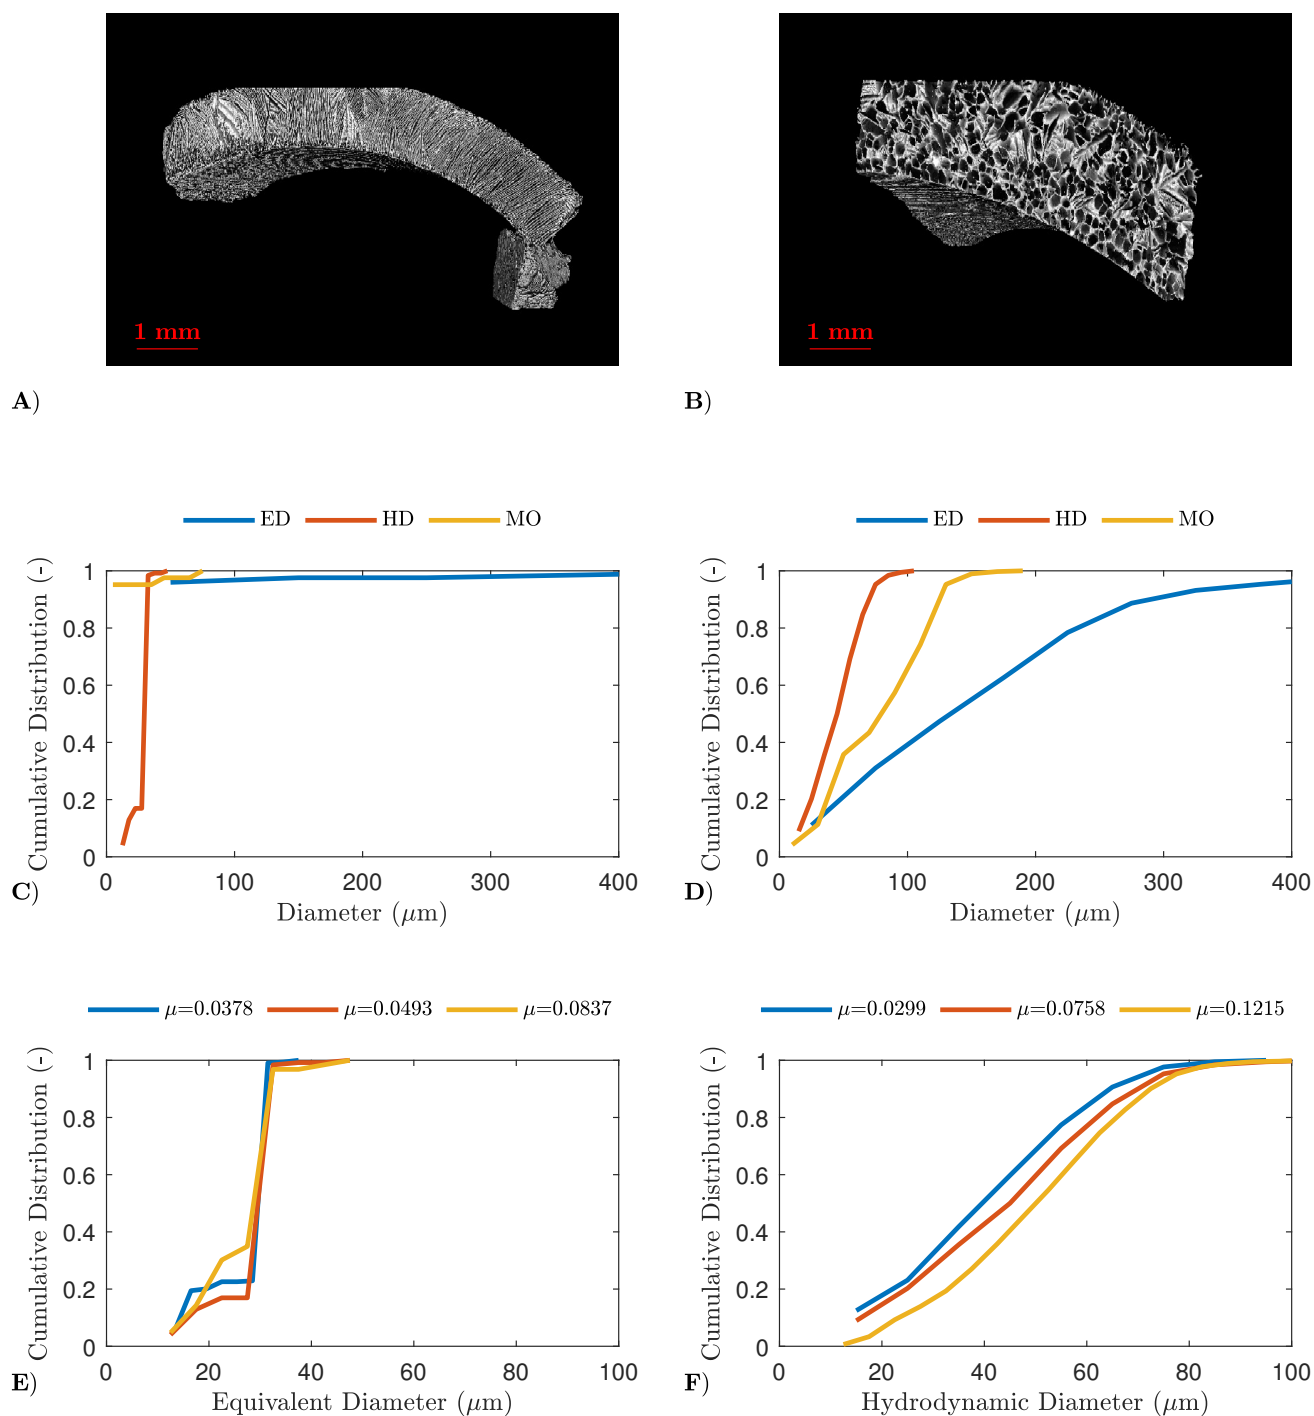 1 mm
1 mm
A)
B)
ED HD MO
ED HD MO
Cumulative Distribution (-)
1
0.8
0.6
0.4
0.2
0
0 100 200 300 400
Diameter (μm)
C)
Cumulative Distribution (-)
1
0.8
0.6
0.4
0.2
0
0 100 200 300 400
Diameter (μm)
D)
μ=0.0378 μ=0.0493 μ=0.0837
μ=0.0299 μ=0.0758 μ=0.1215
Cumulative Distribution (-)
1
0.8
0.6
0.4
0.2
0
0 20 40 60 80 100
Equivalent Diameter (μm)
E)
Cumulative Distribution (-)
1
0.8
0.6
0.4
0.2
0
0 20 40 60 80 100
Hydrodynamic Diameter (μm)
F)